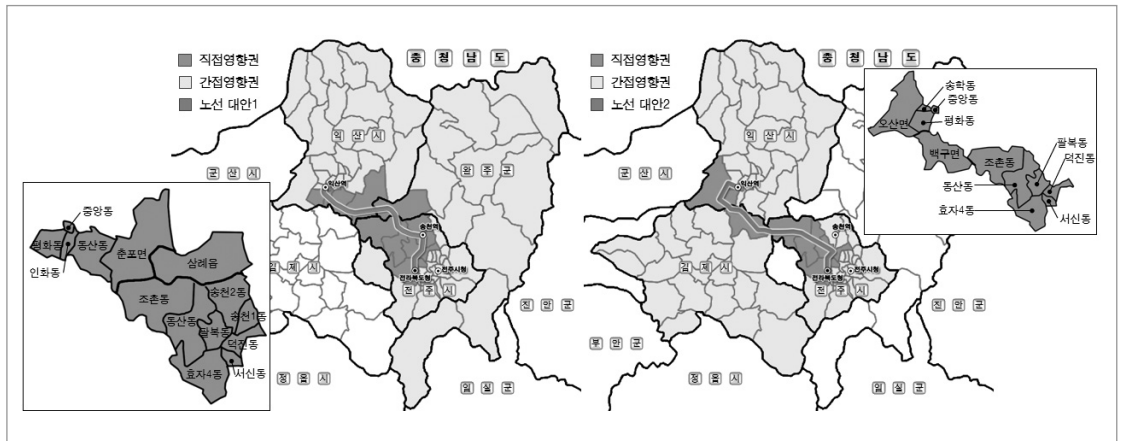 직접영향권
간접영향권
노선 대안1
충청남도
익산시
완주군
군산시
익산역
송천역
전라북도청
전주시청
김제시
전주시
진안군
정읍시
임실군
중앙동
평화동
동산동
인화동
춘포면
삼례읍
조촌동
송천2동
동산동
송천1동
팔복동
덕진동
효자4동
서신동
직접영향권
간접영향권
노선 대안2
충청남도
익산시
완주군
군산시
익산역
송천역
전라북도청
전주시청
김제시
전주시
진안군
부안군
정읍시
임실군
송학동
중앙동
오산면
평화동
백구면
조촌동
팔복동
덕진동
동산동
서신동
효자4동